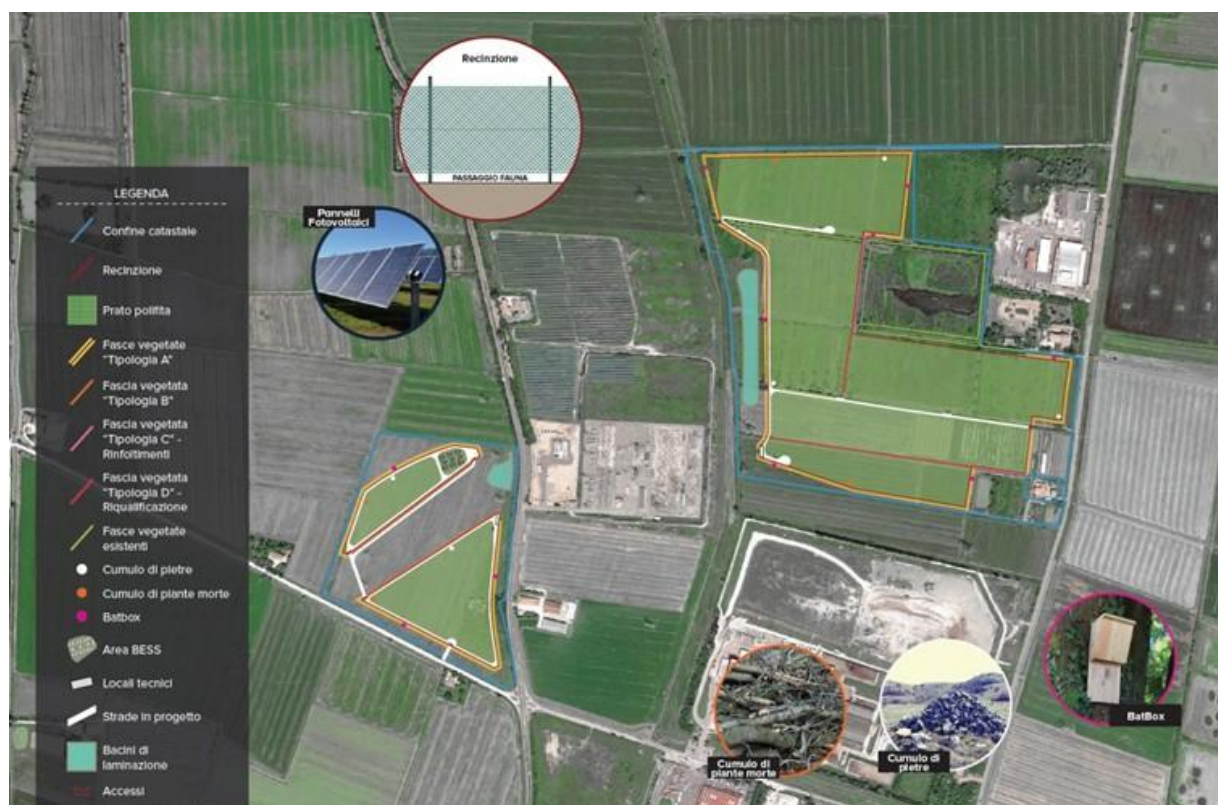 Recinzione
PASSAGGIO FAUNA
Pannelli
Fotovoltaici
LEGENDA
Confine catastale
Recinzione
Prato polifita
Fasce vegetate
"Tipologia A"
Fascia vegetata
"Tipologia B"
Fascia vegetata
"Tipologia C" -
Rinfoltimenti
Fascia vegetata
"Tipologia D" -
Riqualificazione
Fasce vegetate
esistenti
Cumulo di pietre
Cumulo di piante morte
Batbox
Area BESS
Locali tecnici
Strade in progetto
Bacini di
laminazione
Accessi
Cumulo di
piante morte
Cumulo di
pietre
BatBox